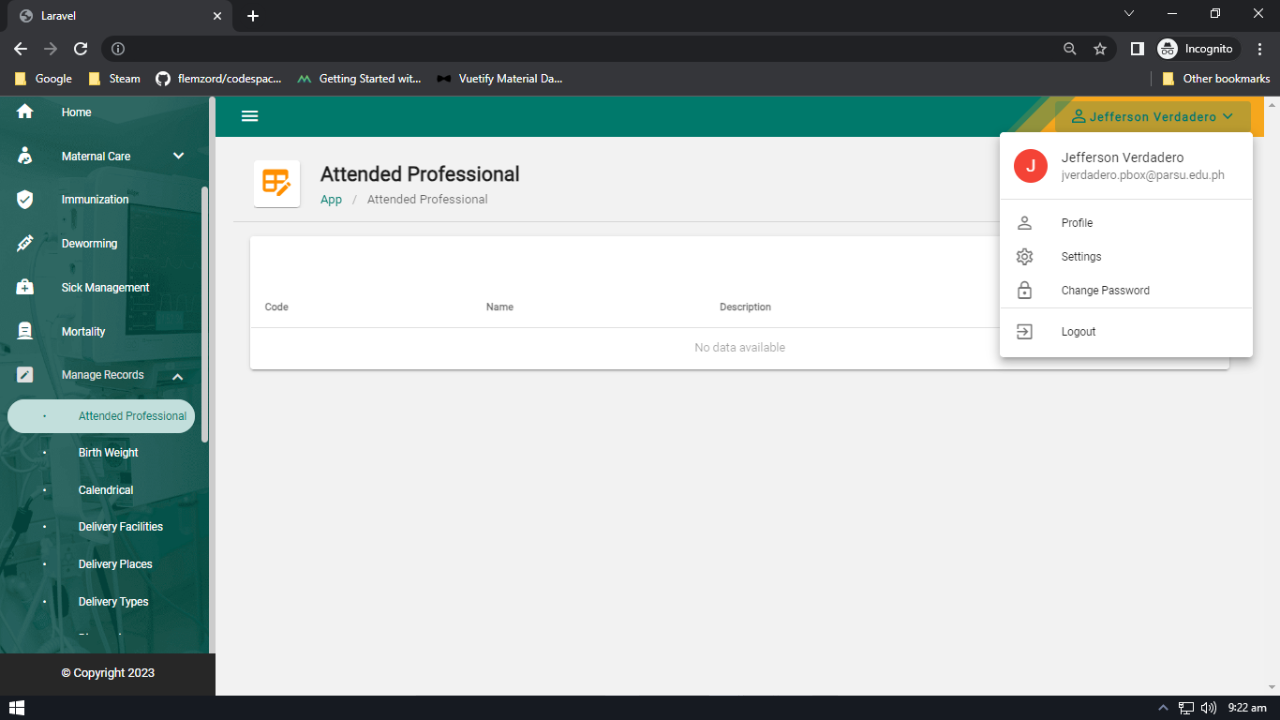 Laravel
Incognito
Google
Steam
flemzord/codespac...
Getting Started wit...
Vuetify Material Da...
Other bookmarks
Home
Maternal Care
Immunization
Deworming
Sick Management
Mortality
Manage Records
Attended Professional
Birth Weight
Calendrical
Delivery Facilities
Delivery Places
Delivery Types
© Copyright 2023
Jefferson Verdadero
Attended Professional
App / Attended Professional
Code Name Description
No data available
J
Jefferson Verdadero
jverdadero.pbox@parsu.edu.ph
Profile
Settings
Change Password
Logout
9:22 am